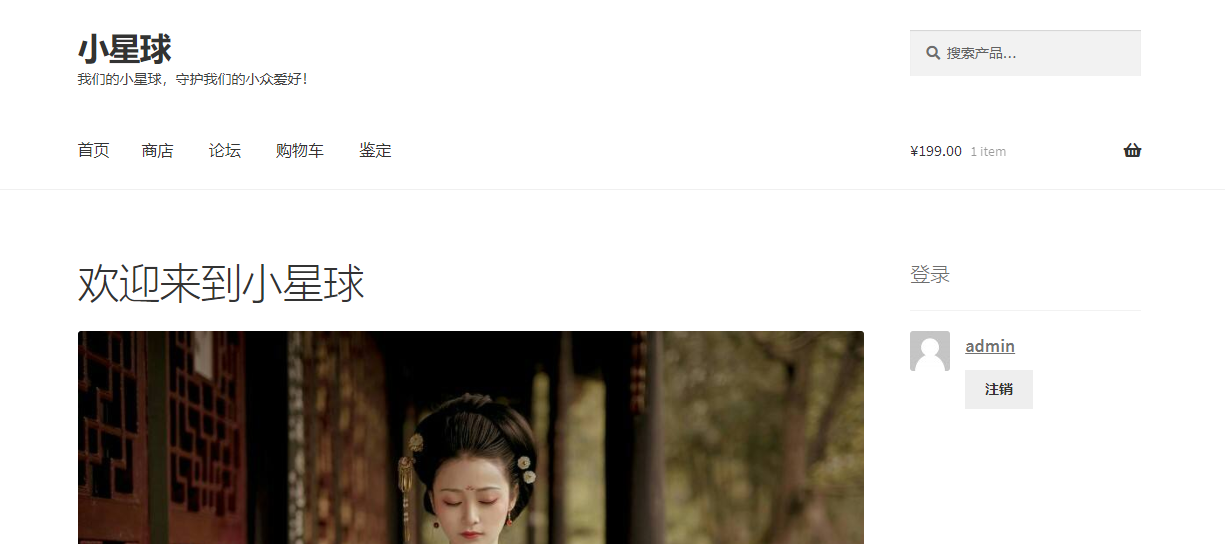 小星球
我们的小星球，守护我们的小众爱好！
搜索产品…
首页 商店 论坛 购物车 鉴定
¥199.00 1 item
欢迎来到小星球
登录
admin
注销